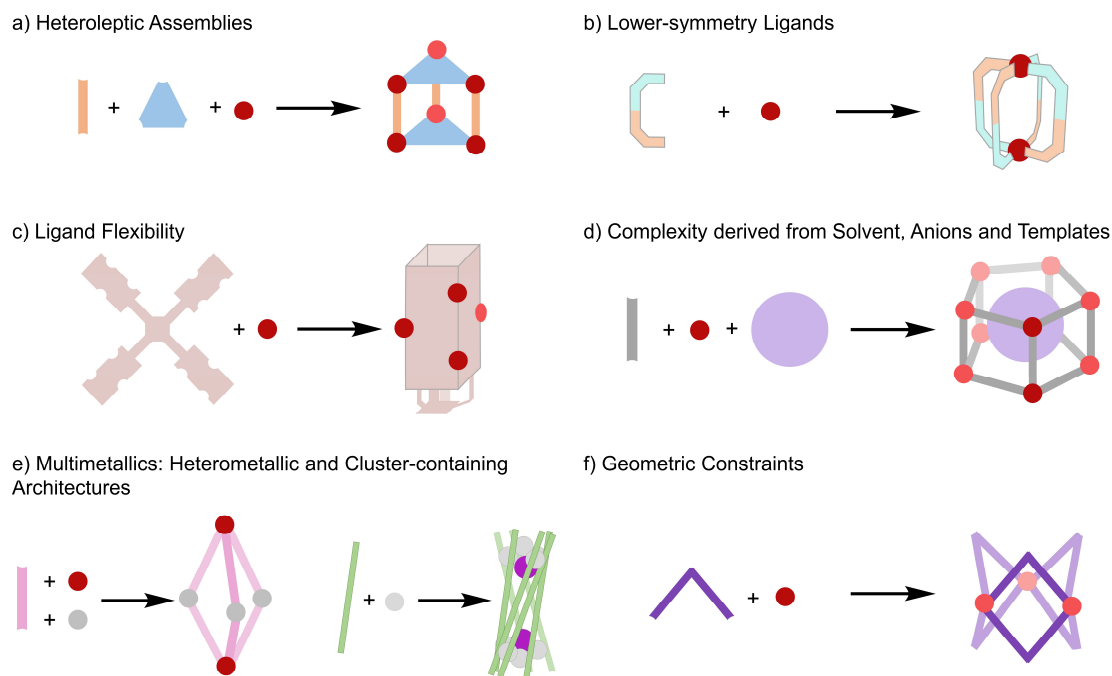 a) Heteroleptic Assemblies
b) Lower-symmetry Ligands
+ +
+
c) Ligand Flexibility
d) Complexity derived from Solvent, Anions and Templates
+
+ +
e) Multimetallics: Heterometallic and Cluster-containing
Architectures
f) Geometric Constraints
+
+
+
+